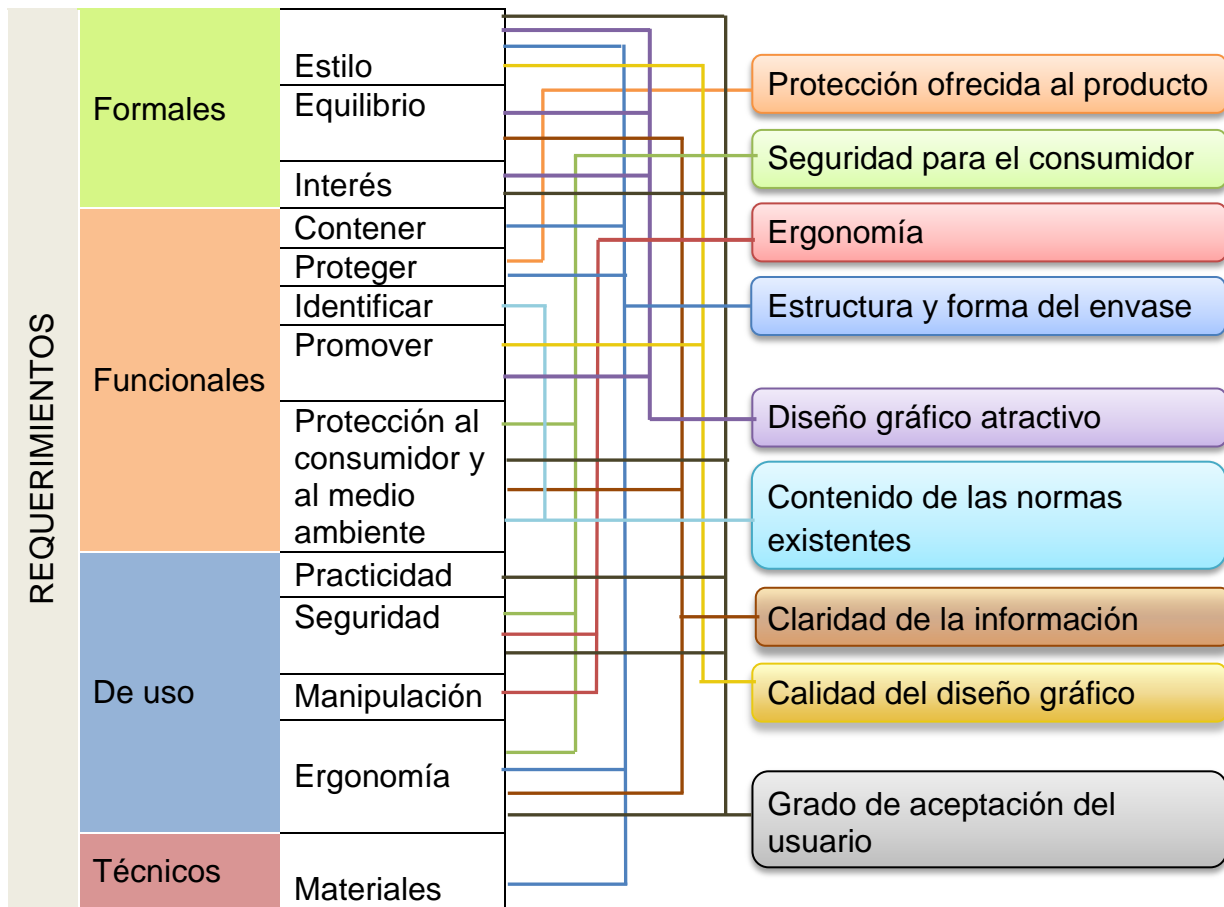 REQUERIMIENTOS
Formales
Estilo
Equilibrio
Interés
Funcionales
Contener
Proteger
Identificar
Promover
Protección al
consumidor y
al medio
ambiente
De uso
Practicidad
Seguridad
Manipulación
Ergonomía
Técnicos
Materiales
Protección ofrecida al producto
Seguridad para el consumidor
Ergonomía
Estructura y forma del envase
Diseño gráfico atractivo
Contenido de las normas
existentes
Claridad de la información
Calidad del diseño gráfico
Grado de aceptación del
usuario